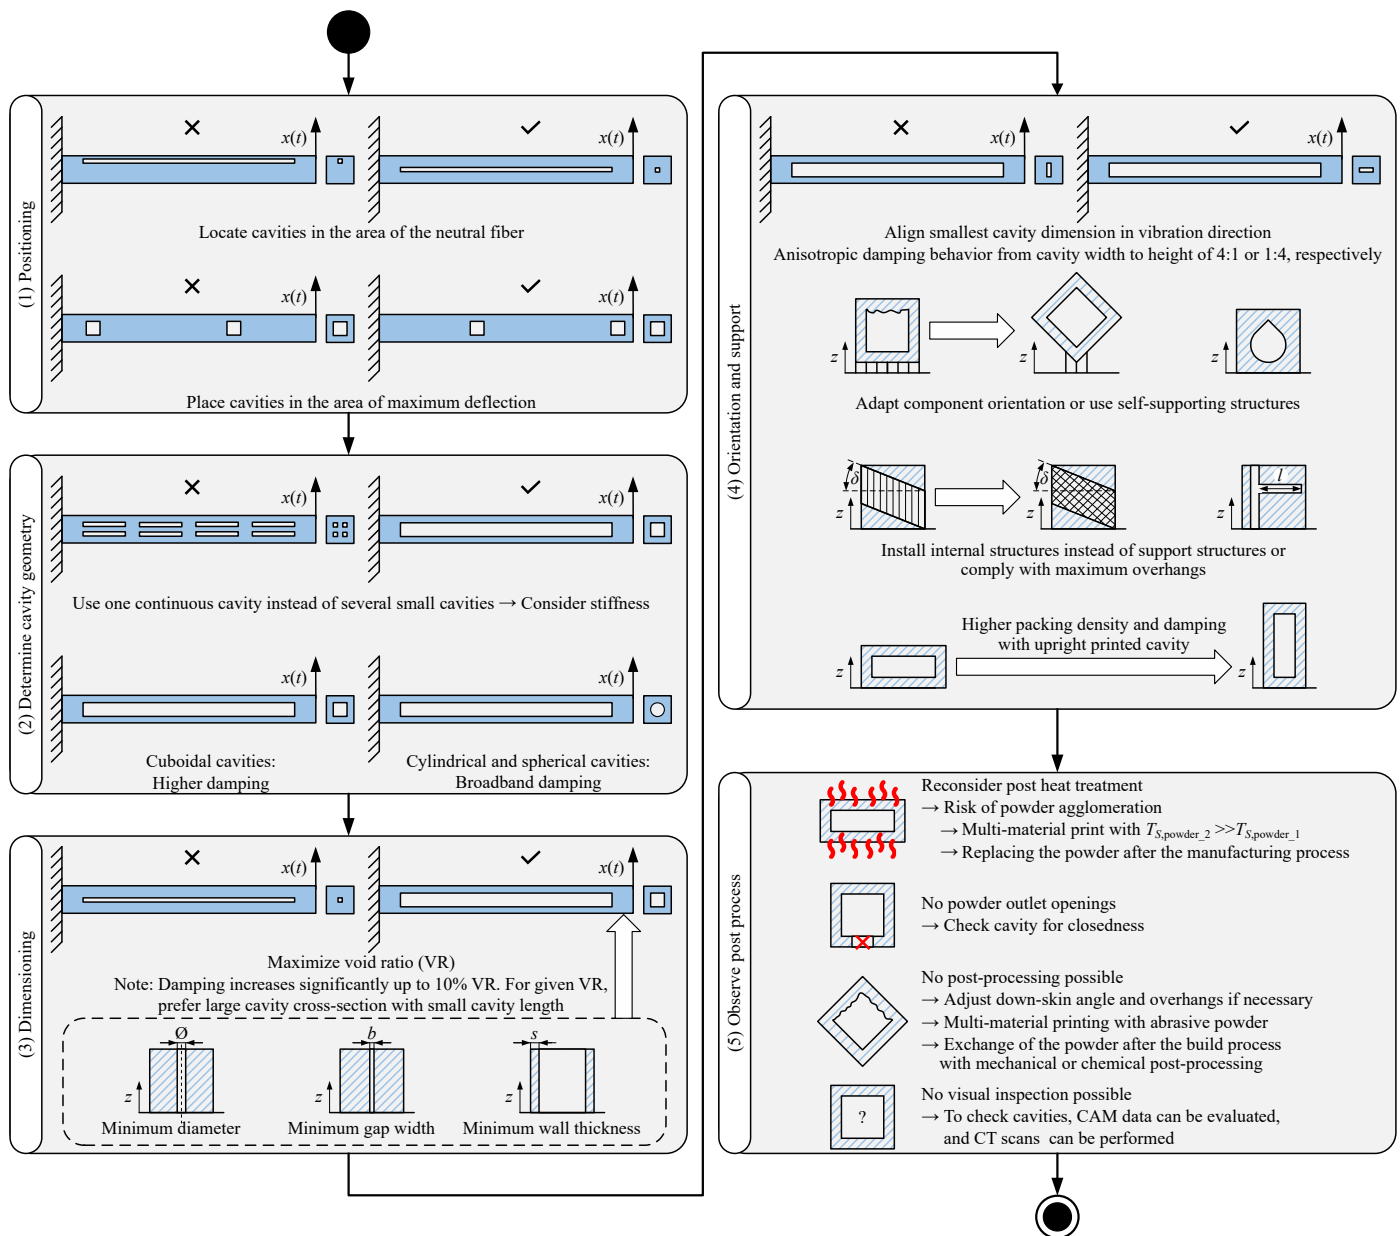 (1) Positioning
x(t)
x(t)
Locate cavities in the area of the neutral fiber
x(t)
x(t)
Place cavities in the area of maximum deflection
(2) Determine cavity geometry
x(t)
x(t)
Use one continuous cavity instead of several small cavities → Consider stiffness
x(t)
x(t)
Cuboidal cavities:
Higher damping
Cylindrical and spherical cavities:
Broadband damping
(3) Dimensioning
x(t)
x(t)
Maximize void ratio (VR)
Note: Damping increases significantly up to 10% VR. For given VR,
prefer large cavity cross-section with small cavity length
Ø
b
s
z
z
z
Minimum diameter
Minimum gap width
Minimum wall thickness
(4) Orientation and support
x(t)
x(t)
Align smallest cavity dimension in vibration direction
Anisotropic damping behavior from cavity width to height of 4:1 or 1:4, respectively
z
z
z
Adapt component orientation or use self-supporting structures
δ
δ
l
z
z
z
Install internal structures instead of support structures or
comply with maximum overhangs
Higher packing density and damping
with upright printed cavity
z
z
(5) Observe post process
Reconsider post heat treatment
→ Risk of powder agglomeration
→ Multi-material print with TS,powder_2 >>TS,powder_1
→ Replacing the powder after the manufacturing process
No powder outlet openings
→ Check cavity for closedness
No post-processing possible
→ Adjust down-skin angle and overhangs if necessary
→ Multi-material printing with abrasive powder
→ Exchange of the powder after the build process
with mechanical or chemical post-processing
No visual inspection possible
?
→ To check cavities, CAM data can be evaluated,
and CT scans can be performed